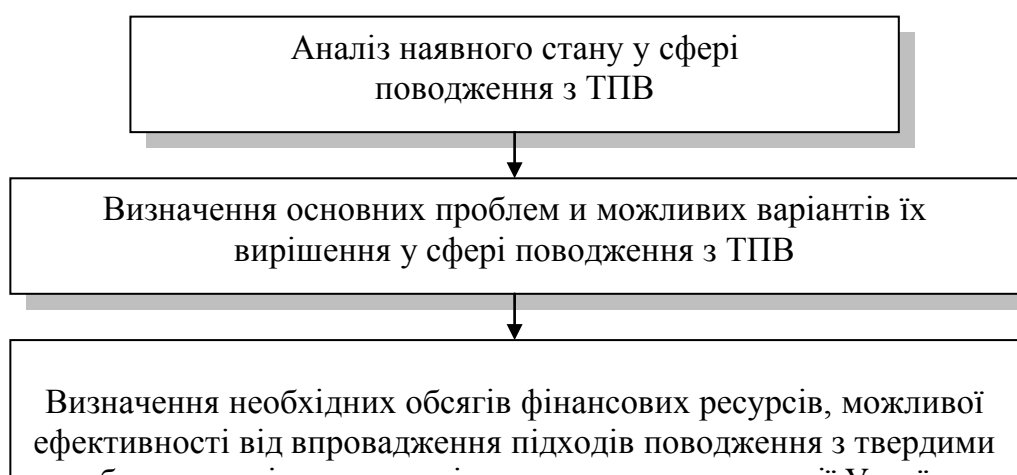 Аналіз наявного стану у сфері
поводження з ТПВ
Визначення основних проблем и можливих варіантів їх
вирішення у сфері поводження з ТПВ
Визначення необхідних обсягів фінансових ресурсів, можливої
ефективності від впровадження підходів поводження з твердими